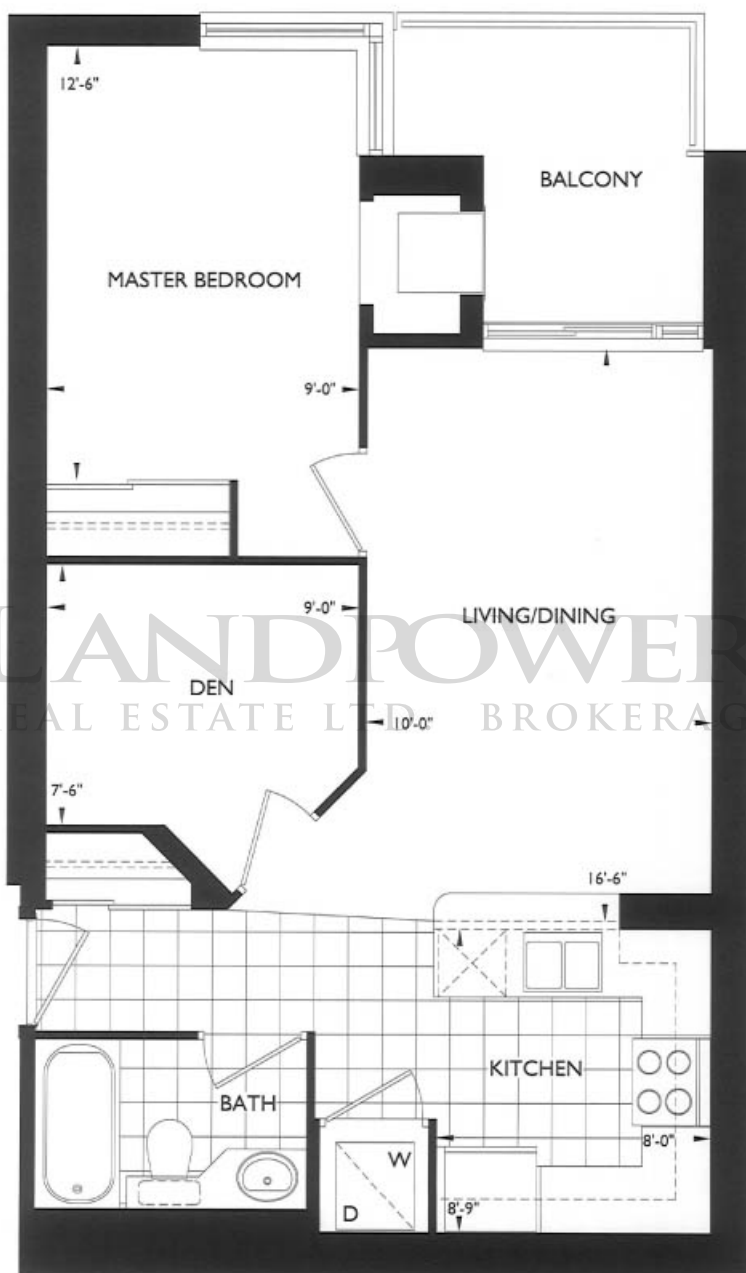 12'-6"
BALCONY
MASTER BEDROOM
9'-0"
9'-0"
LIVING/DINING
LANDPOWER
DEN
REAL ESTATE LTD. BROKERAG
10'-0"
7'-6"
16'-6"
KITCHEN
BATH
8'-0"
W
D
8'-9"